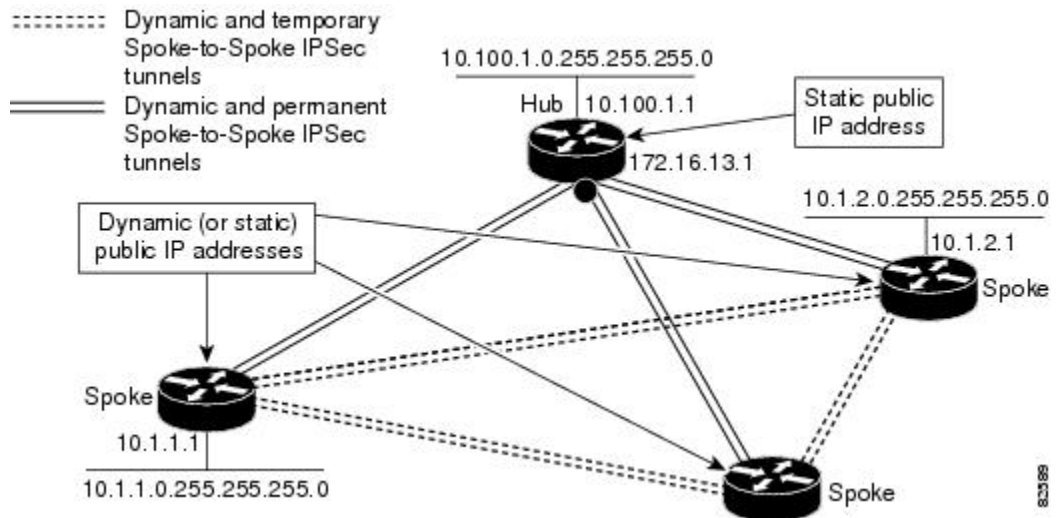 Dynamic and temporary
Spoke-to-Spoke IPSec
tunnels
Dynamic and permanent
Spoke-to-Spoke IPSec
tunnels
10.100.1.0.255.255.255.0
Hub
10.100.1.1
Static public
IP address
172.16.13.1
Dynamic (or static)
public IP addresses
10.1.2.0.255.255.255.0
10.1.2.1
Spoke
Spoke
10.1.1.1
10.1.1.0.255.255.255.0
Spoke
82589